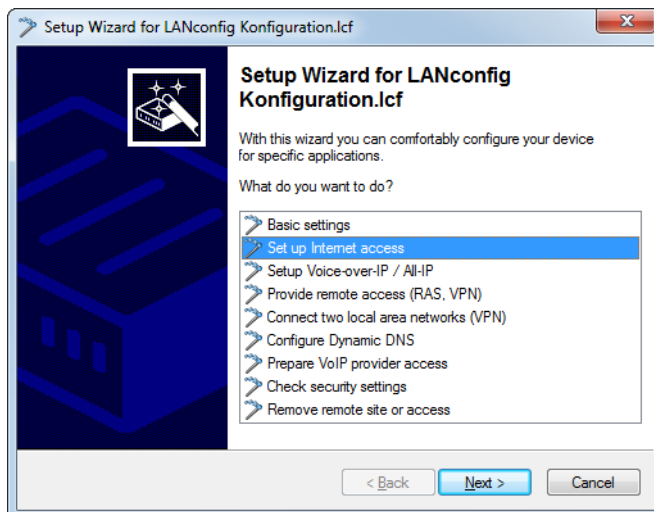 Setup Wizard for LANconfig Konfiguration.lcf
Setup Wizard for LANconfig
Konfiguration.lcf
With this wizard you can comfortably configure your device
for specific applications.
What do you want to do?
Basic settings
Set up Internet access
Setup Voice-over-IP / All-IP
Provide remote access (RAS, VPN)
Connect two local area networks (VPN)
Configure Dynamic DNS
Prepare VoIP provider access
Check security settings
Remove remote site or access
< Back
Next >
Cancel